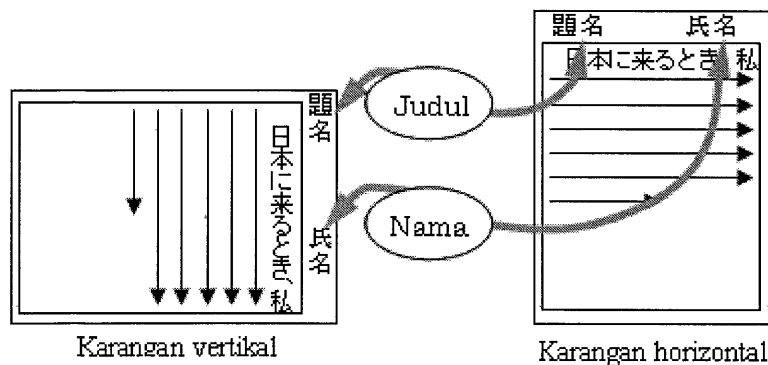 題名
氏名
日本に来るとき、私
Karangan vertikal
Judul
Nama
題名 氏名
日本に来るとき 私
Karangan horizontal